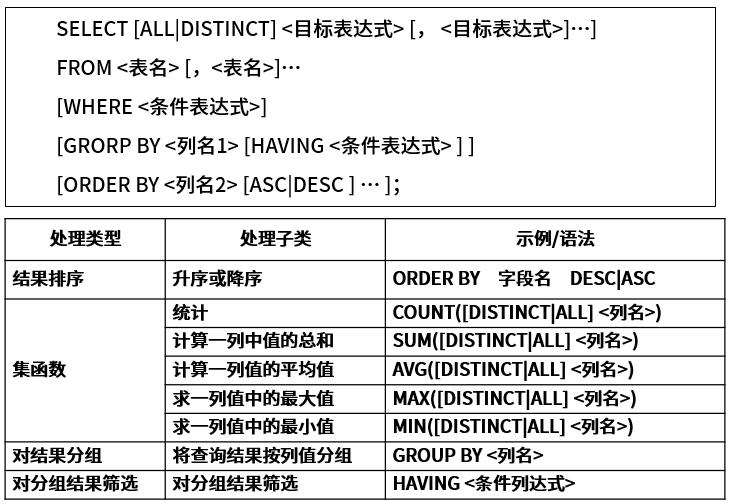 SELECT [ALL|DISTINCT] <目标表达式> [， <目标表达式>]…]
FROM <表名> [，<表名>]…
[WHERE <条件表达式>]
[GRORP BY <列名1> [HAVING <条件表达式> ] ]
[ORDER BY <列名2> [ASC|DESC ] … ]；
处理类型 处理子类 示例/语法
结果排序 升序或降序 ORDER BY 字段名 DESC|ASC
集函数
统计 COUNT([DISTINCT|ALL] <列名>)
计算一列中值的总和 SUM([DISTINCT|ALL] <列名>)
计算一列值的平均值 AVG([DISTINCT|ALL] <列名>)
求一列值中的最大值 MAX([DISTINCT|ALL] <列名>)
求一列值中的最小值 MIN([DISTINCT|ALL] <列名>)
对结果分组 将查询结果按列值分组 GROUP BY <列名>
对分组结果筛选 对分组结果筛选 HAVING <条件列达式>